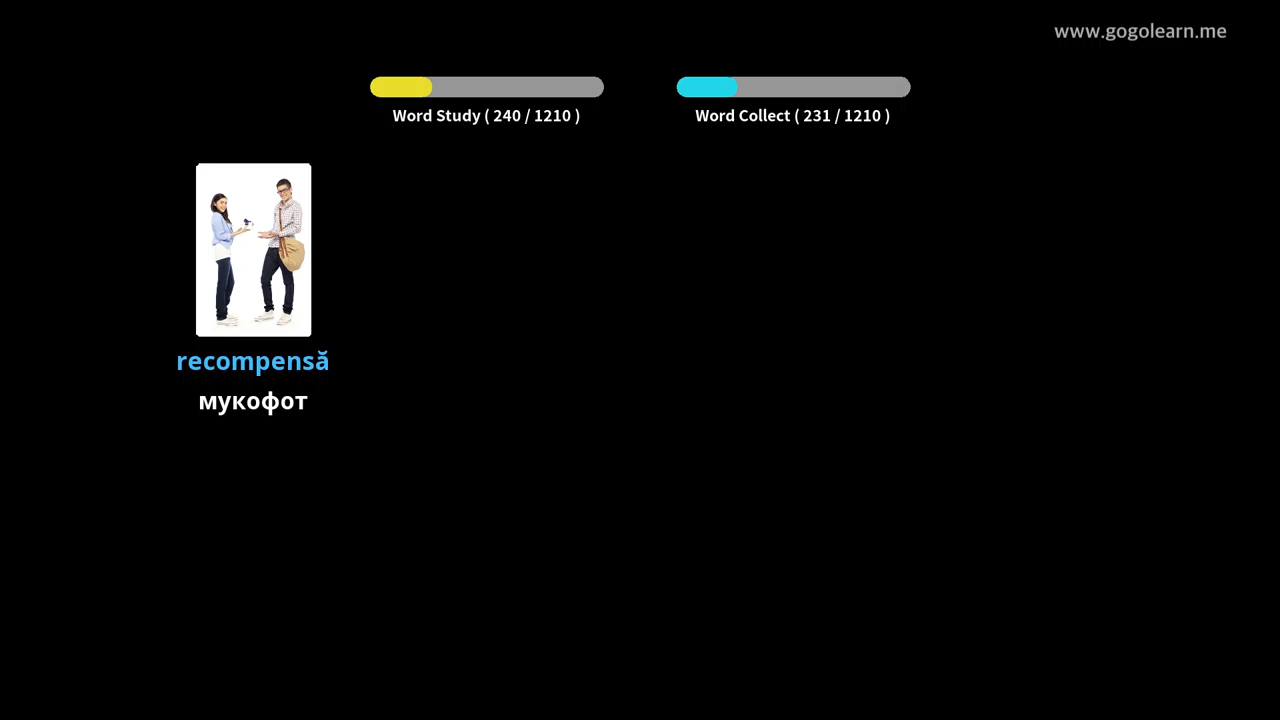 www.gogolearn.me
Word Study ( 240 / 1210 )
Word Collect ( 231 / 1210 )
recompensă
мукофот